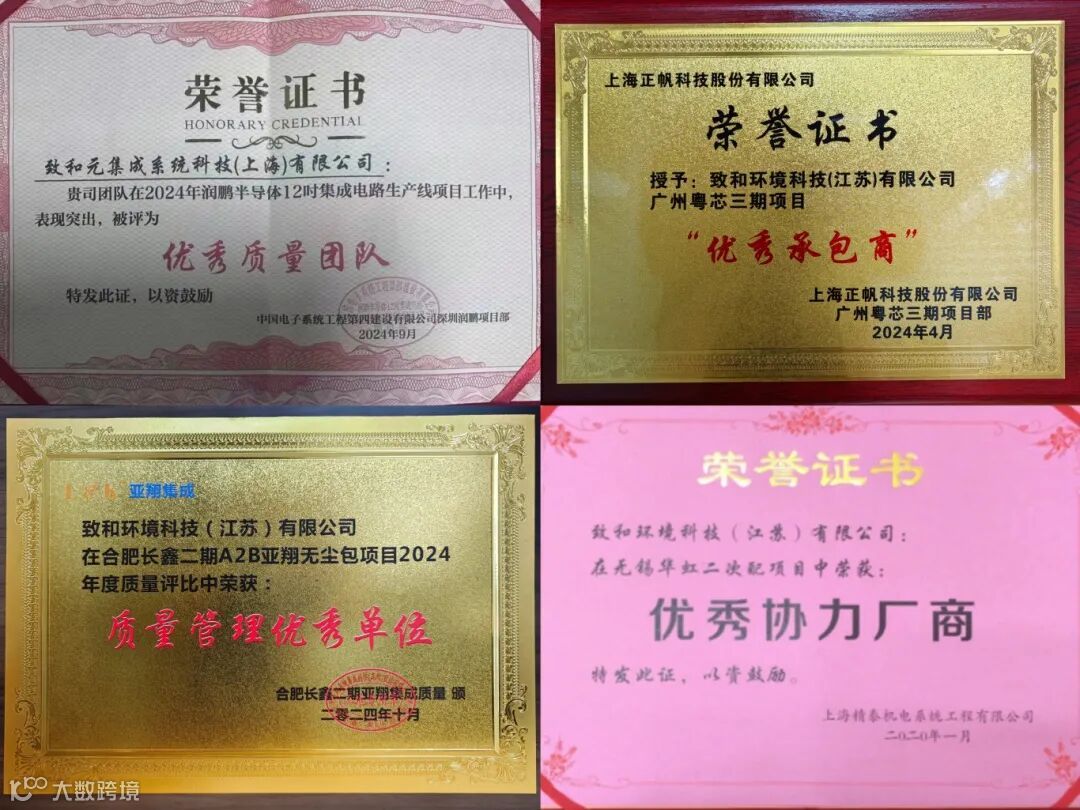 荣誉证书
HONORARY CREDENTIAL
致和元集成系统科技(上海)有限公司：
贵司团队在2024年润鹏半导体12吋集成电路生产线项目工作中，
表现突出，被评为
优秀质量团队
特发此证，以资鼓励
中国电子系统工程第四建设有限公司深圳润鹏项目部
2024年9月
上海正帆科技股份有限公司
荣誉证书
授予：致和环境科技(江苏)有限公司
广州粤芯三期项目
“优秀承包商”
上海正帆科技股份有限公司
广州粤芯三期项目部
2024年4月
亚翔集成
致和环境科技（江苏）有限公司
在合肥长鑫二期A2B亚翔无尘包项目2024
年度质量评比中荣获：
质量管理优秀单位
合肥长鑫二期亚翔集成质量 颁
二零二四年十月
荣誉证书
致和环境科技（江苏）有限公司：
在无锡华虹二次配项目中荣获：
优秀协力厂商
特发此证、以资鼓励。
上海精泰机电系统工程有限公司
二〇二〇年一月
大数跨境